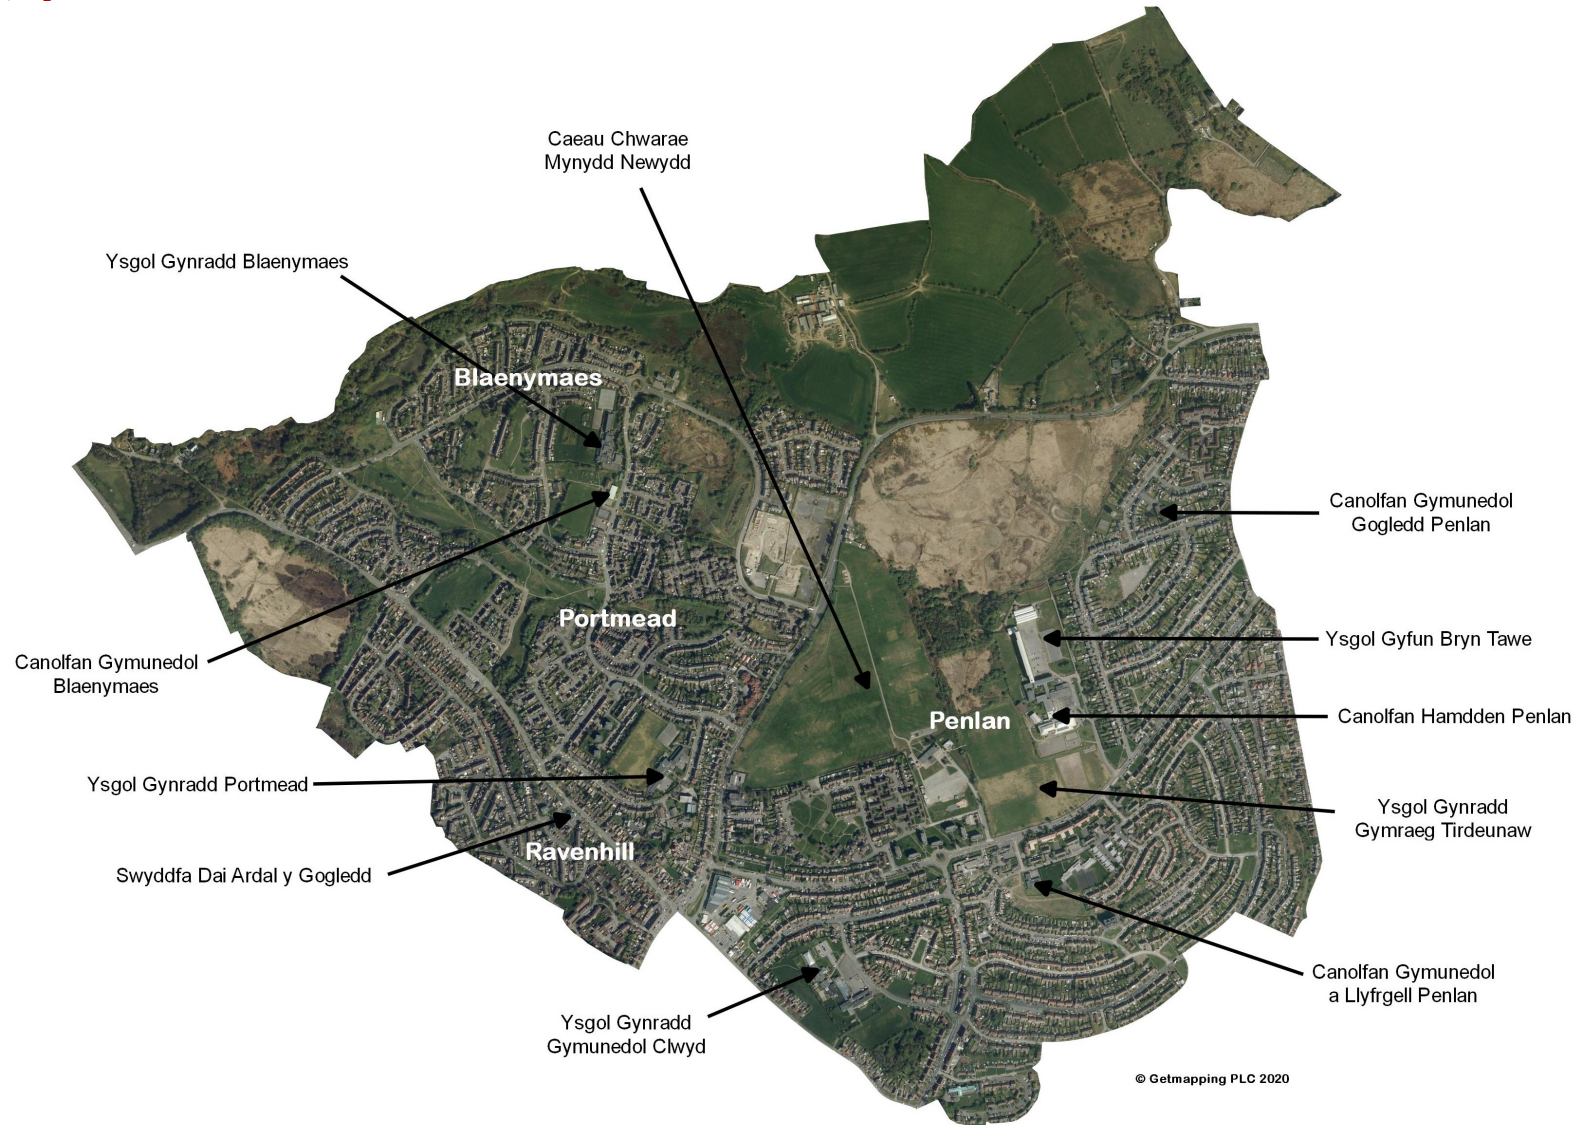 Caeau Chwarae
Mynydd Newydd
Ysgol Gynradd Blaenymaes
Blaenymaes
Canolfan Gymunedol
Gogledd Penlan
Portmead
Ysgol Gyfun Bryn Tawe
Canolfan Gymunedol
Blaenymaes
Penlan
Canolfan Hamdden Penlan
Ysgol Gynradd Portmead
Ysgol Gynradd
Gymraeg Tirdeunaw
Ravenhill
Swyddfa Dai Ardal y Gogledd
Canolfan Gymunedol
a Llyfrgell Penlan
Ysgol Gynradd
Gymunedol Clwyd
© Getmapping PLC 2020